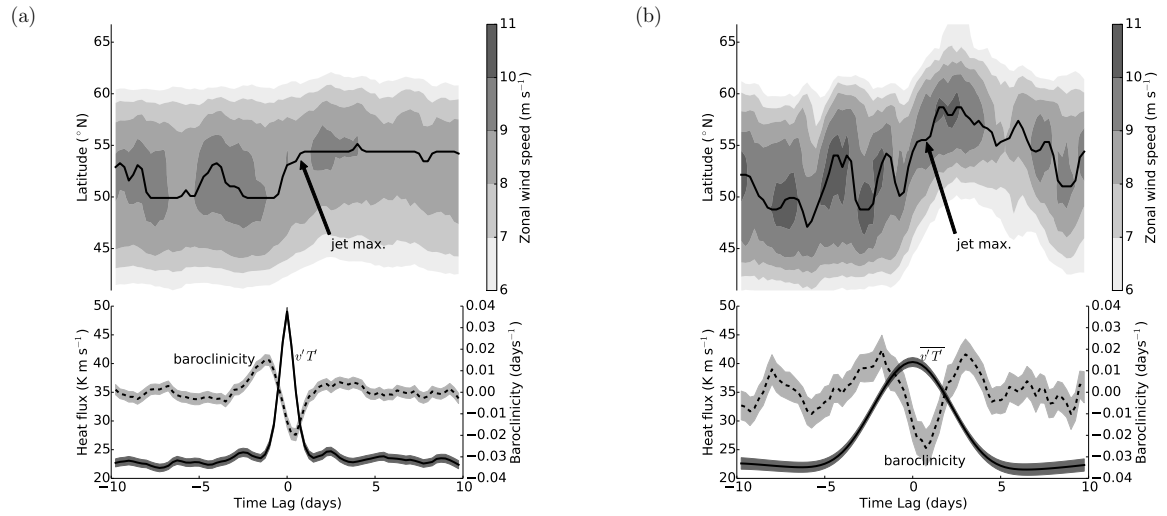 (a)
(b)
65
60
55
50
45
Latitude (°N)
jet max.
11
10
9
8
7
6
Zonal wind speed (m s⁻¹)
65
60
55
50
45
Latitude (°N)
jet max.
11
10
9
8
7
6
Zonal wind speed (m s⁻¹)
50
45
40
35
30
25
20
Heat flux (K m s⁻¹)
baroclinicity
v′T′
0.04
0.03
0.02
0.01
0.00
−0.01
−0.02
−0.03
−0.04
Baroclinicity (days⁻¹)
−10 −5 0 5 10
Time Lag (days)
50
45
40
35
30
25
20
Heat flux (K m s⁻¹)
v′T′
baroclinicity
0.04
0.03
0.02
0.01
0.00
−0.01
−0.02
−0.03
−0.04
Baroclinicity (days⁻¹)
−10 −5 0 5 10
Time Lag (days)